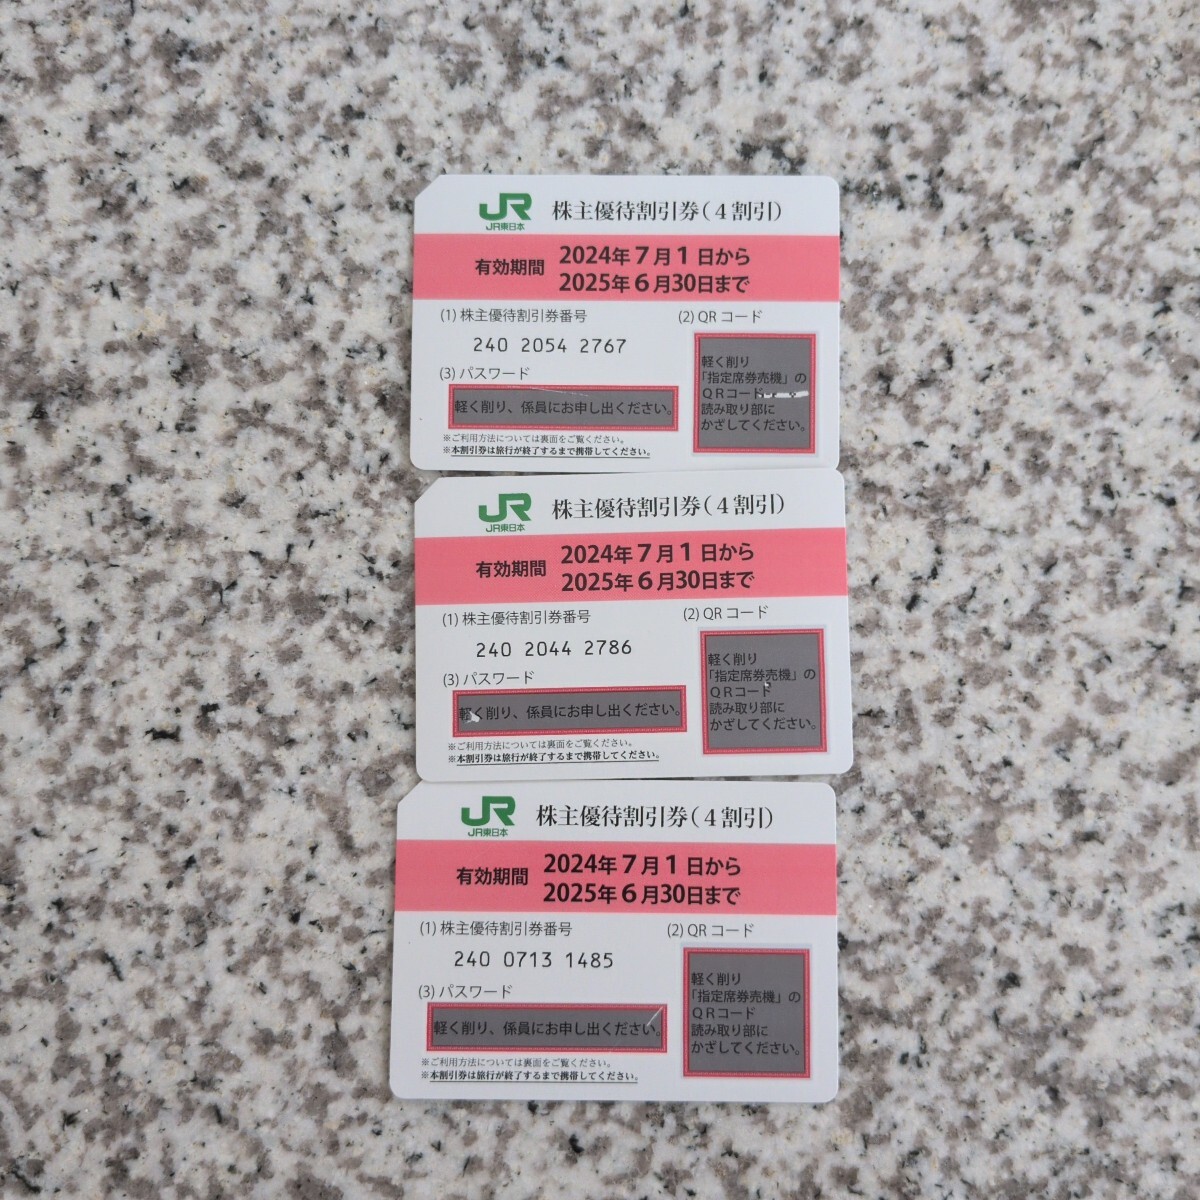 JR 株主優待割引券(4割引)
JR東日本
有効期間 2024年7月1日から
2025年6月30日まで
(1) 株主優待割引券番号
240 2054 2767
(2) QRコード
軽く削り
「指定席券売機」の
QRコード
読み取り部に
かざしてください。
(3) パスワード
軽く削り、係員にお申し出ください。
※ご利用方法については裏面をご覧ください。
※本割引券は旅行が終了するまで携帯してください。
JR 株主優待割引券(4割引)
JR東日本
有効期間 2024年7月1日から
2025年6月30日まで
(1) 株主優待割引券番号
240 2044 2786
(2) QRコード
軽く削り
「指定席券売機」の
QRコード
読み取り部に
かざしてください。
(3) パスワード
軽く削り、係員にお申し出ください。
※ご利用方法については裏面をご覧ください。
※本割引券は旅行が終了するまで携帯してください。
JR 株主優待割引券(4割引)
JR東日本
有効期間 2024年7月1日から
2025年6月30日まで
(1) 株主優待割引券番号
240 0713 1485
(2) QRコード
軽く削り
「指定席券売機」の
QRコード
読み取り部に
かざしてください。
(3) パスワード
軽く削り、係員にお申し出ください。
※ご利用方法については裏面をご覧ください。
※本割引券は旅行が終了するまで携帯してください。